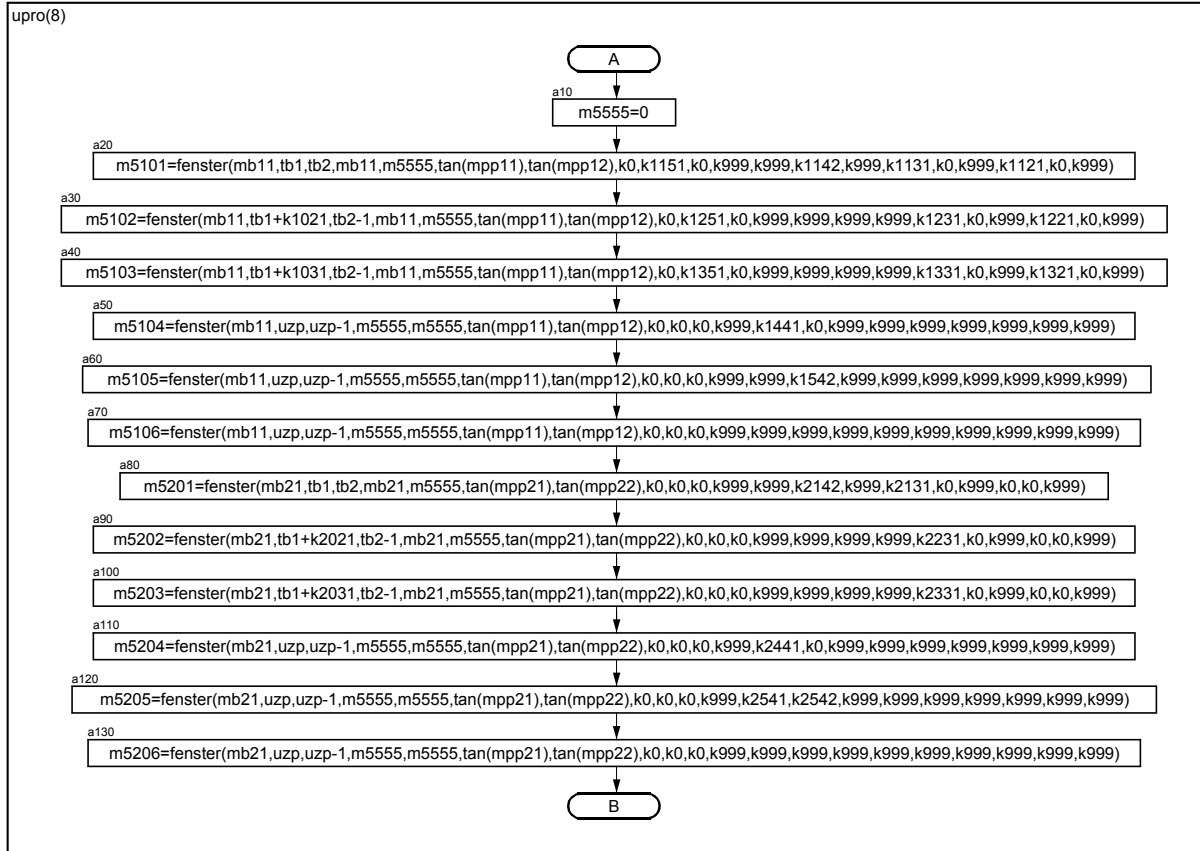 upro(8)
A
a10
m5555=0
a20
m5101=fenster(mb11,tb1,tb2,mb11,m5555,tan(mpp11),tan(mpp12),k0,k1151,k0,k999,k999,k1142,k999,k1131,k0,k999,k1121,k0,k999)
a30
m5102=fenster(mb11,tb1+k1021,tb2-1,mb11,m5555,tan(mpp11),tan(mpp12),k0,k1251,k0,k999,k999,k999,k999,k1231,k0,k999,k1221,k0,k999)
a40
m5103=fenster(mb11,tb1+k1031,tb2-1,mb11,m5555,tan(mpp11),tan(mpp12),k0,k1351,k0,k999,k999,k999,k999,k1331,k0,k999,k1321,k0,k999)
a50
m5104=fenster(mb11,uzp,uzp-1,m5555,m5555,tan(mpp11),tan(mpp12),k0,k0,k0,k999,k1441,k0,k999,k999,k999,k999,k999,k999,k999)
a60
m5105=fenster(mb11,uzp,uzp-1,m5555,m5555,tan(mpp11),tan(mpp12),k0,k0,k0,k999,k999,k1542,k999,k999,k999,k999,k999,k999,k999)
a70
m5106=fenster(mb11,uzp,uzp-1,m5555,m5555,tan(mpp11),tan(mpp12),k0,k0,k0,k999,k999,k999,k999,k999,k999,k999,k999,k999,k999)
a80
m5201=fenster(mb21,tb1,tb2,mb21,m5555,tan(mpp21),tan(mpp22),k0,k0,k0,k999,k999,k2142,k999,k2131,k0,k999,k0,k0,k999)
a90
m5202=fenster(mb21,tb1+k2021,tb2-1,mb21,m5555,tan(mpp21),tan(mpp22),k0,k0,k0,k999,k999,k999,k999,k2231,k0,k999,k0,k0,k999)
a100
m5203=fenster(mb21,tb1+k2031,tb2-1,mb21,m5555,tan(mpp21),tan(mpp22),k0,k0,k0,k999,k999,k999,k999,k2331,k0,k999,k0,k0,k999)
a110
m5204=fenster(mb21,uzp,uzp-1,m5555,m5555,tan(mpp21),tan(mpp22),k0,k0,k0,k999,k2441,k0,k999,k999,k999,k999,k999,k999,k999)
a120
m5205=fenster(mb21,uzp,uzp-1,m5555,m5555,tan(mpp21),tan(mpp22),k0,k0,k0,k999,k2541,k2542,k999,k999,k999,k999,k999,k999,k999)
a130
m5206=fenster(mb21,uzp,uzp-1,m5555,m5555,tan(mpp21),tan(mpp22),k0,k0,k0,k999,k999,k999,k999,k999,k999,k999,k999,k999,k999)
B